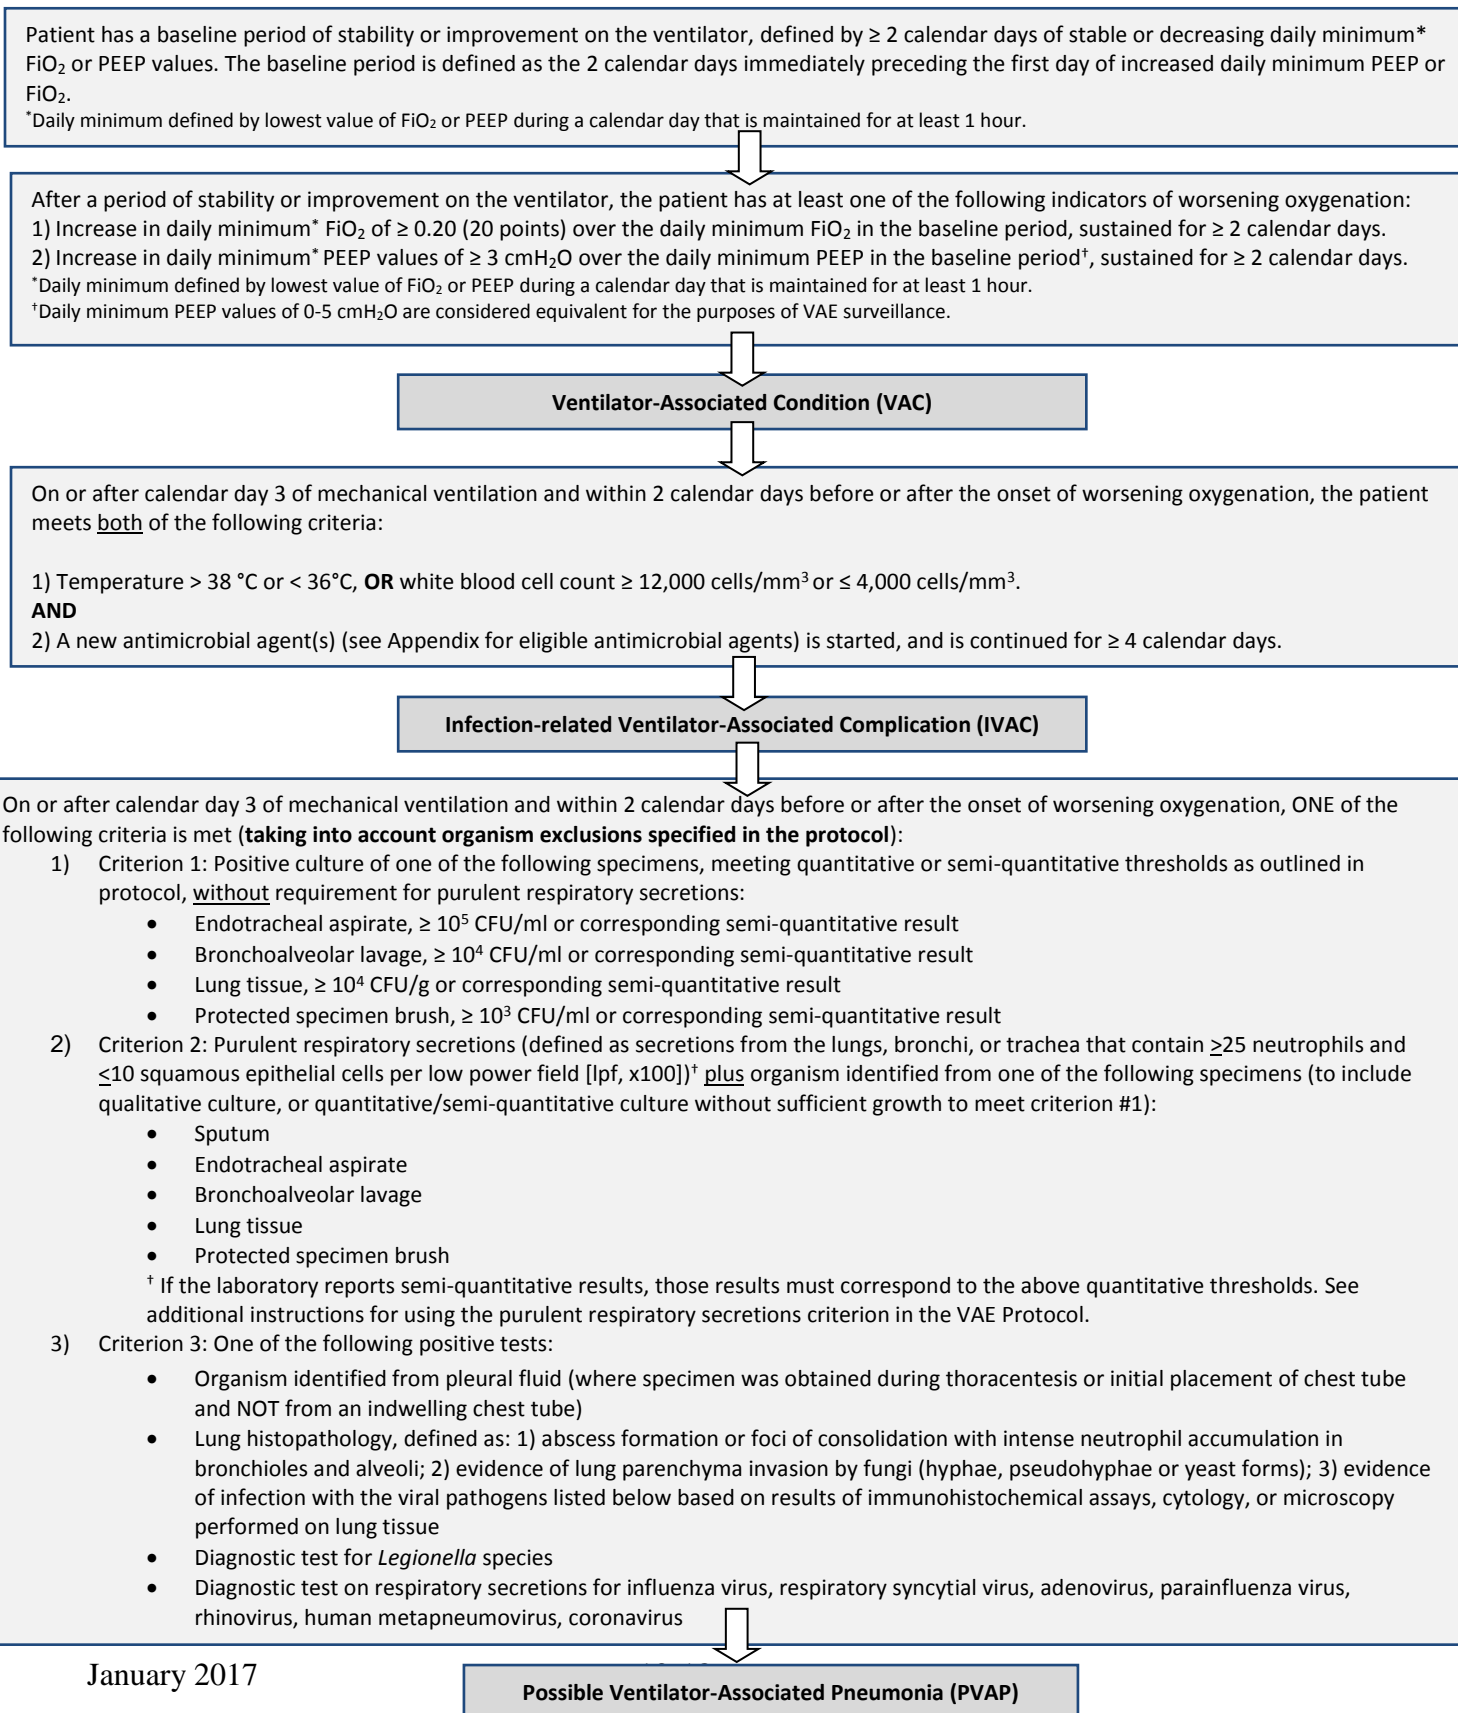 Patient has a baseline period of stability or improvement on the ventilator, defined by ≥ 2 calendar days of stable or decreasing daily minimum*
FiO₂ or PEEP values. The baseline period is defined as the 2 calendar days immediately preceding the first day of increased daily minimum PEEP or
FiO₂.
*Daily minimum defined by lowest value of FiO₂ or PEEP during a calendar day that is maintained for at least 1 hour.
After a period of stability or improvement on the ventilator, the patient has at least one of the following indicators of worsening oxygenation:
1) Increase in daily minimum* FiO₂ of ≥ 0.20 (20 points) over the daily minimum FiO₂ in the baseline period, sustained for ≥ 2 calendar days.
2) Increase in daily minimum* PEEP values of ≥ 3 cmH₂O over the daily minimum PEEP in the baseline period†, sustained for ≥ 2 calendar days.
*Daily minimum defined by lowest value of FiO₂ or PEEP during a calendar day that is maintained for at least 1 hour.
†Daily minimum PEEP values of 0-5 cmH₂O are considered equivalent for the purposes of VAE surveillance.
Ventilator-Associated Condition (VAC)
On or after calendar day 3 of mechanical ventilation and within 2 calendar days before or after the onset of worsening oxygenation, the patient
meets both of the following criteria:
1) Temperature > 38 °C or < 36°C, OR white blood cell count ≥ 12,000 cells/mm³ or ≤ 4,000 cells/mm³.
AND
2) A new antimicrobial agent(s) (see Appendix for eligible antimicrobial agents) is started, and is continued for ≥ 4 calendar days.
Infection-related Ventilator-Associated Complication (IVAC)
On or after calendar day 3 of mechanical ventilation and within 2 calendar days before or after the onset of worsening oxygenation, ONE of the
following criteria is met (taking into account organism exclusions specified in the protocol):
1) Criterion 1: Positive culture of one of the following specimens, meeting quantitative or semi-quantitative thresholds as outlined in
protocol, without requirement for purulent respiratory secretions:
• Endotracheal aspirate, ≥ 10⁵ CFU/ml or corresponding semi-quantitative result
• Bronchoalveolar lavage, ≥ 10⁴ CFU/ml or corresponding semi-quantitative result
• Lung tissue, ≥ 10⁴ CFU/g or corresponding semi-quantitative result
• Protected specimen brush, ≥ 10³ CFU/ml or corresponding semi-quantitative result
2) Criterion 2: Purulent respiratory secretions (defined as secretions from the lungs, bronchi, or trachea that contain ≥25 neutrophils and
≤10 squamous epithelial cells per low power field [lpf, x100])† plus organism identified from one of the following specimens (to include
qualitative culture, or quantitative/semi-quantitative culture without sufficient growth to meet criterion #1):
• Sputum
• Endotracheal aspirate
• Bronchoalveolar lavage
• Lung tissue
• Protected specimen brush
† If the laboratory reports semi-quantitative results, those results must correspond to the above quantitative thresholds. See
additional instructions for using the purulent respiratory secretions criterion in the VAE Protocol.
3) Criterion 3: One of the following positive tests:
• Organism identified from pleural fluid (where specimen was obtained during thoracentesis or initial placement of chest tube
and NOT from an indwelling chest tube)
• Lung histopathology, defined as: 1) abscess formation or foci of consolidation with intense neutrophil accumulation in
bronchioles and alveoli; 2) evidence of lung parenchyma invasion by fungi (hyphae, pseudohyphae or yeast forms); 3) evidence
of infection with the viral pathogens listed below based on results of immunohistochemical assays, cytology, or microscopy
performed on lung tissue
• Diagnostic test for Legionella species
• Diagnostic test on respiratory secretions for influenza virus, respiratory syncytial virus, adenovirus, parainfluenza virus,
rhinovirus, human metapneumovirus, coronavirus
January 2017
Possible Ventilator-Associated Pneumonia (PVAP)